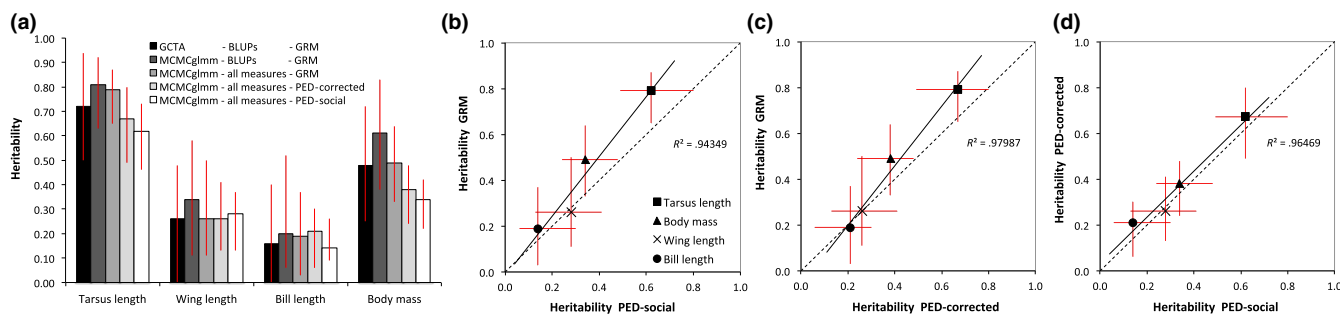 (a)
Heritability
1.00
0.90
0.80
0.70
0.60
0.50
0.40
0.30
0.20
0.10
0.00
GCTA - BLUPs - GRM
MCMCglmm - BLUPs - GRM
MCMCglmm - all measures - GRM
MCMCglmm - all measures - PED-corrected
MCMCglmm - all measures - PED-social
Tarsus length Wing length Bill length Body mass
(b)
Heritability GRM
1.0
0.8
0.6
0.4
0.2
0.0
R² = .94349
Tarsus length
Body mass
Wing length
Bill length
0.0 0.2 0.4 0.6 0.8 1.0
Heritability PED-social
(c)
Heritability GRM
1.0
0.8
0.6
0.4
0.2
0.0
R² = .97987
0.0 0.2 0.4 0.6 0.8 1.0
Heritability PED-corrected
(d)
Heritability PED-corrected
1.0
0.8
0.6
0.4
0.2
0.0
R² = .96469
0.0 0.2 0.4 0.6 0.8 1.0
Heritability PED-social